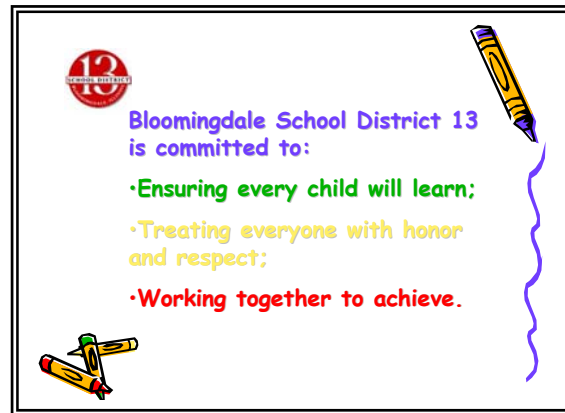 13
SCHOOL DISTRICT
Bloomingdale School District 13
is committed to:
•Ensuring every child will learn;
•Treating everyone with honor
and respect;
•Working together to achieve.